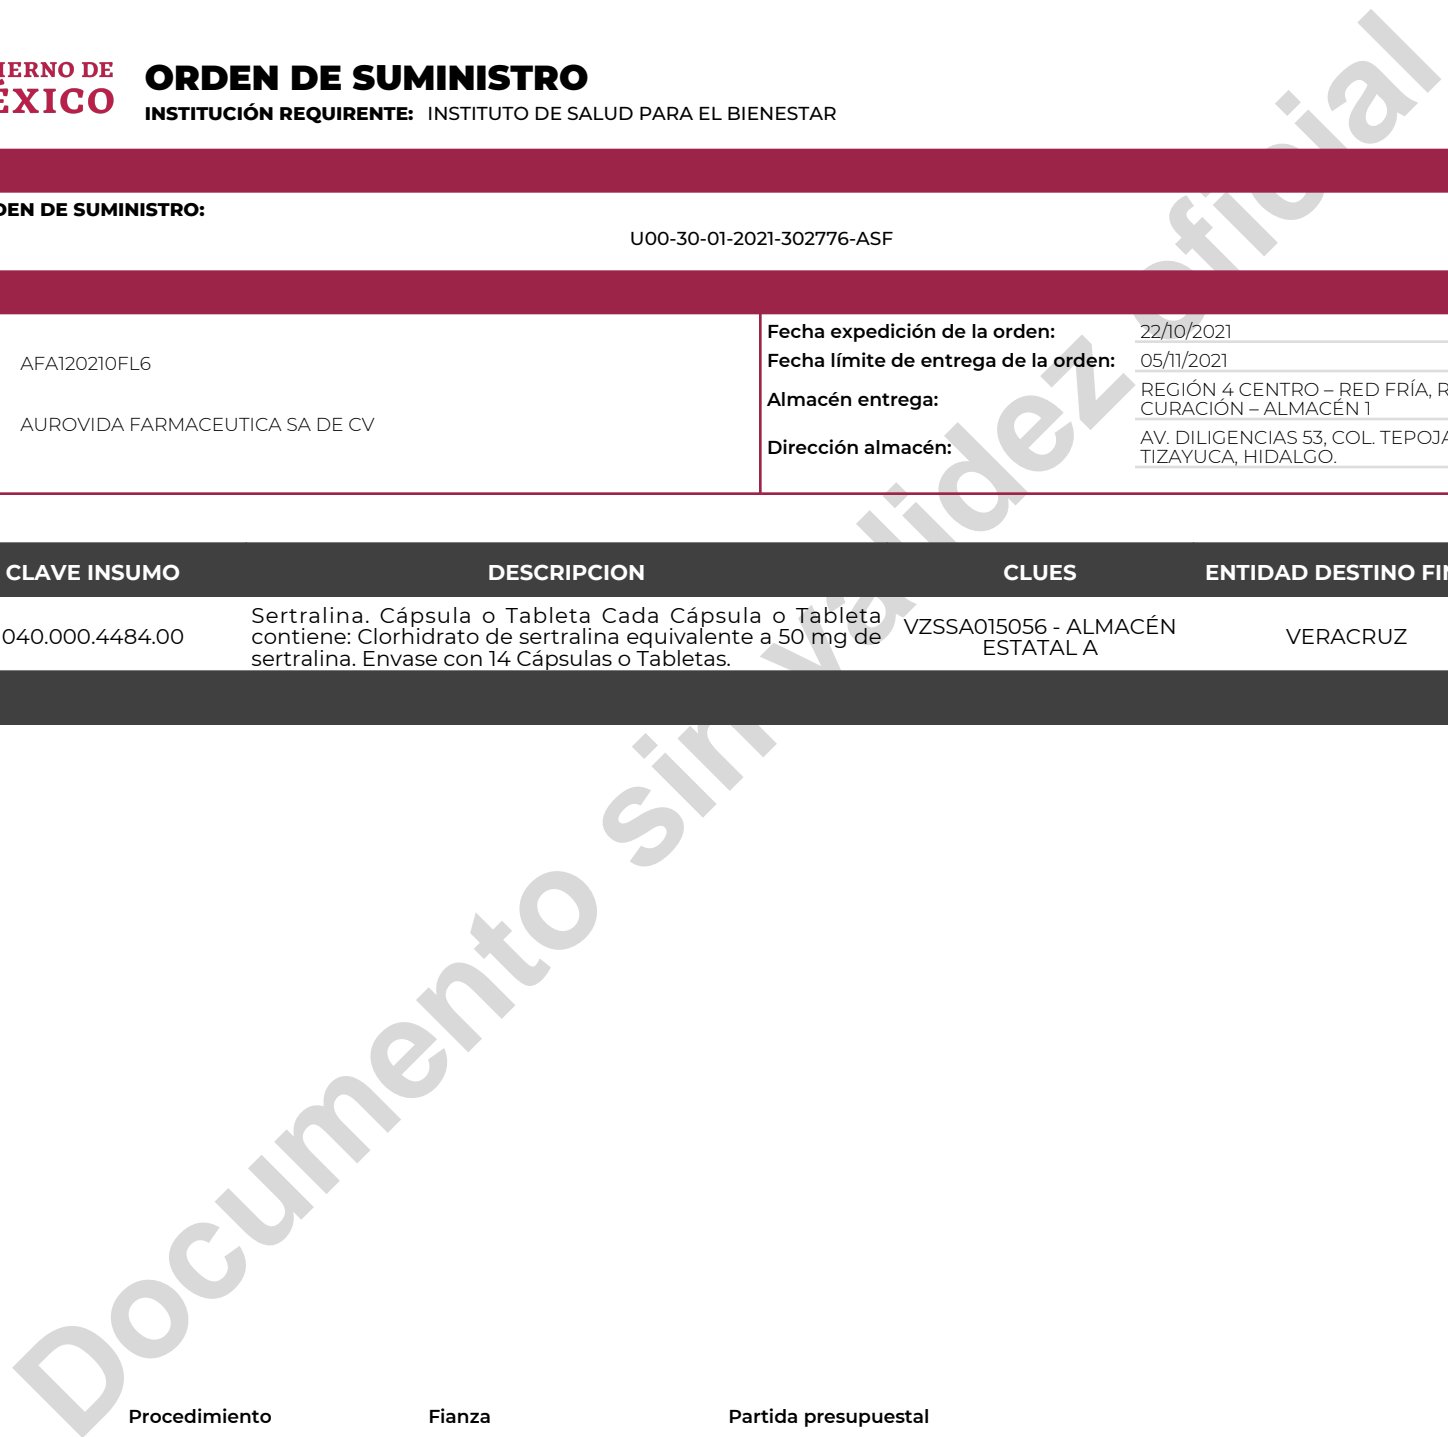 IERNO DE
ÉXICO
ORDEN DE SUMINISTRO
INSTITUCIÓN REQUIRENTE: INSTITUTO DE SALUD PARA EL BIENESTAR
DEN DE SUMINISTRO:
U00-30-01-2021-302776-ASF
AFA120210FL6
AUROVIDA FARMACEUTICA SA DE CV
Fecha expedición de la orden: 22/10/2021
Fecha límite de entrega de la orden: 05/11/2021
Almacén entrega: REGIÓN 4 CENTRO – RED FRÍA, R
CURACIÓN – ALMACÉN 1
Dirección almacén: AV. DILIGENCIAS 53, COL. TEPOJA
TIZAYUCA, HIDALGO.
CLAVE INSUMO DESCRIPCION CLUES ENTIDAD DESTINO FIN
040.000.4484.00
Sertralina. Cápsula o Tableta Cada Cápsula o Tableta
contiene: Clorhidrato de sertralina equivalente a 50 mg de
sertralina. Envase con 14 Cápsulas o Tabletas.
VZSSA015056 - ALMACÉN
ESTATAL A
VERACRUZ
Documento sin validez oficial
Procedimiento Fianza Partida presupuestal